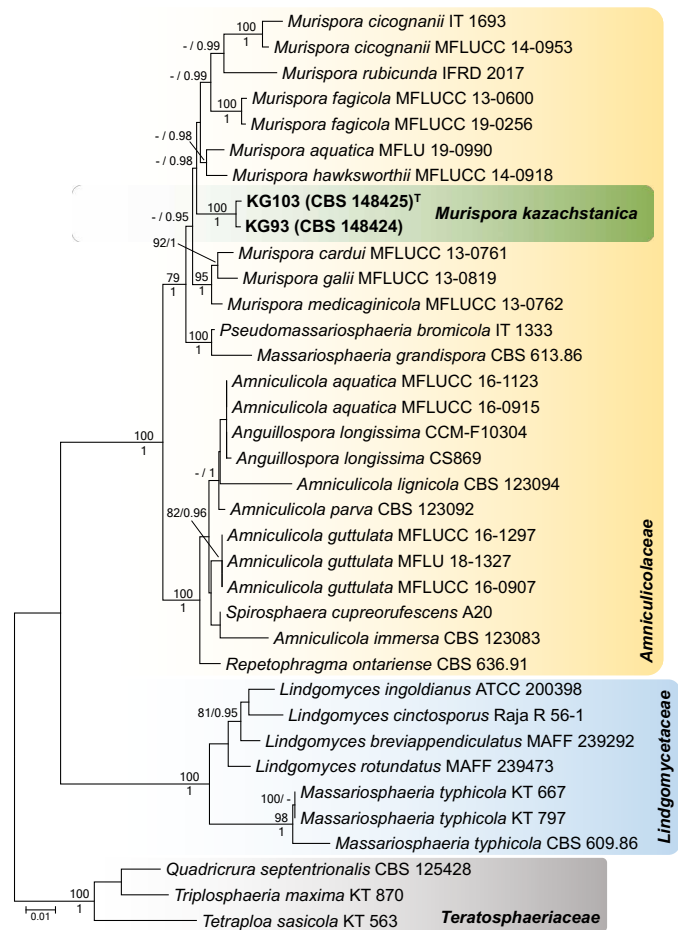 Murispora cicognanii IT 1693
100
1
Murispora cicognanii MFLUCC 14-0953
- / 0.99
Murispora rubicunda IFRD 2017
- / 0.99
Murispora fagicola MFLUCC 13-0600
100
1
Murispora fagicola MFLUCC 19-0256
- / 0.98
Murispora aquatica MFLU 19-0990
- / 0.98
Murispora hawksworthii MFLUCC 14-0918
KG103 (CBS 148425)T
100
1
Murispora kazachstanica
KG93 (CBS 148424)
- / 0.95
92/1
Murispora cardui MFLUCC 13-0761
79
1
95
1
Murispora galii MFLUCC 13-0819
Murispora medicaginicola MFLUCC 13-0762
Pseudomassariosphaeria bromicola IT 1333
100
1
Massariosphaeria grandispora CBS 613.86
Amniculicola aquatica MFLUCC 16-1123
Amniculicola aquatica MFLUCC 16-0915
Anguillospora longissima CCM-F10304
100
1
Anguillospora longissima CS869
- / 1
Amniculicola lignicola CBS 123094
Amniculicola parva CBS 123092
82/0.96
Amniculicola guttulata MFLUCC 16-1297
Amniculicola guttulata MFLU 18-1327
Amniculicola guttulata MFLUCC 16-0907
100
1
Spirosphaera cupreorufescens A20
Amniculicola immersa CBS 123083
Repetophragma ontariense CBS 636.91
Amniculicolaceae
Lindgomyces ingoldianus ATCC 200398
81/0.95
Lindgomyces cinctosporus Raja R 56-1
Lindgomyces breviappendiculatus MAFF 239292
Lindgomyces rotundatus MAFF 239473
100
1
Massariosphaeria typhicola KT 667
100/ -
Massariosphaeria typhicola KT 797
98
1
Massariosphaeria typhicola CBS 609.86
Lindgomycetaceae
Quadricrura septentrionalis CBS 125428
100
1
Triplosphaeria maxima KT 870
Tetraploa sasicola KT 563
Teratosphaeriaceae
0.01